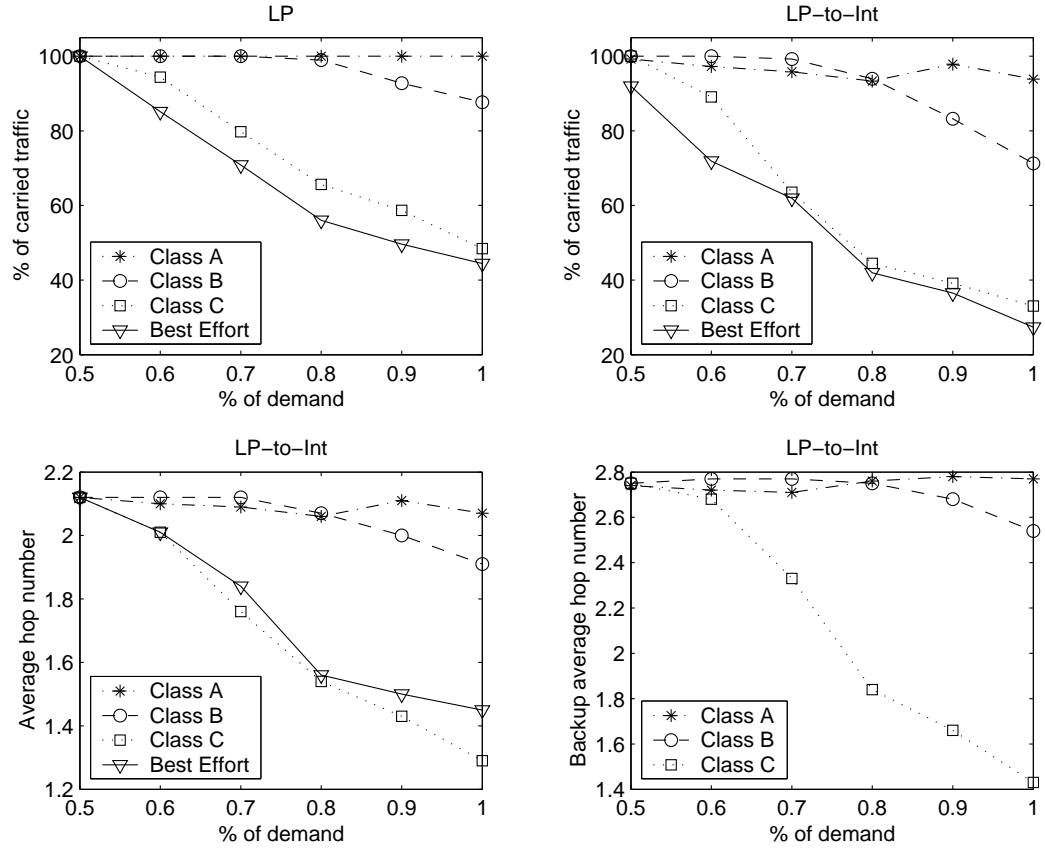 LP
% of carried traffic
100
80
60
40
20
Class A
Class B
Class C
Best Effort
0.5 0.6 0.7 0.8 0.9 1
% of demand
LP-to-Int
% of carried traffic
100
80
60
40
20
Class A
Class B
Class C
Best Effort
0.5 0.6 0.7 0.8 0.9 1
% of demand
LP-to-Int
Average hop number
2.2
2
1.8
1.6
1.4
1.2
Class A
Class B
Class C
Best Effort
0.5 0.6 0.7 0.8 0.9 1
% of demand
LP-to-Int
Backup average hop number
2.8
2.6
2.4
2.2
2
1.8
1.6
1.4
Class A
Class B
Class C
0.5 0.6 0.7 0.8 0.9 1
% of demand